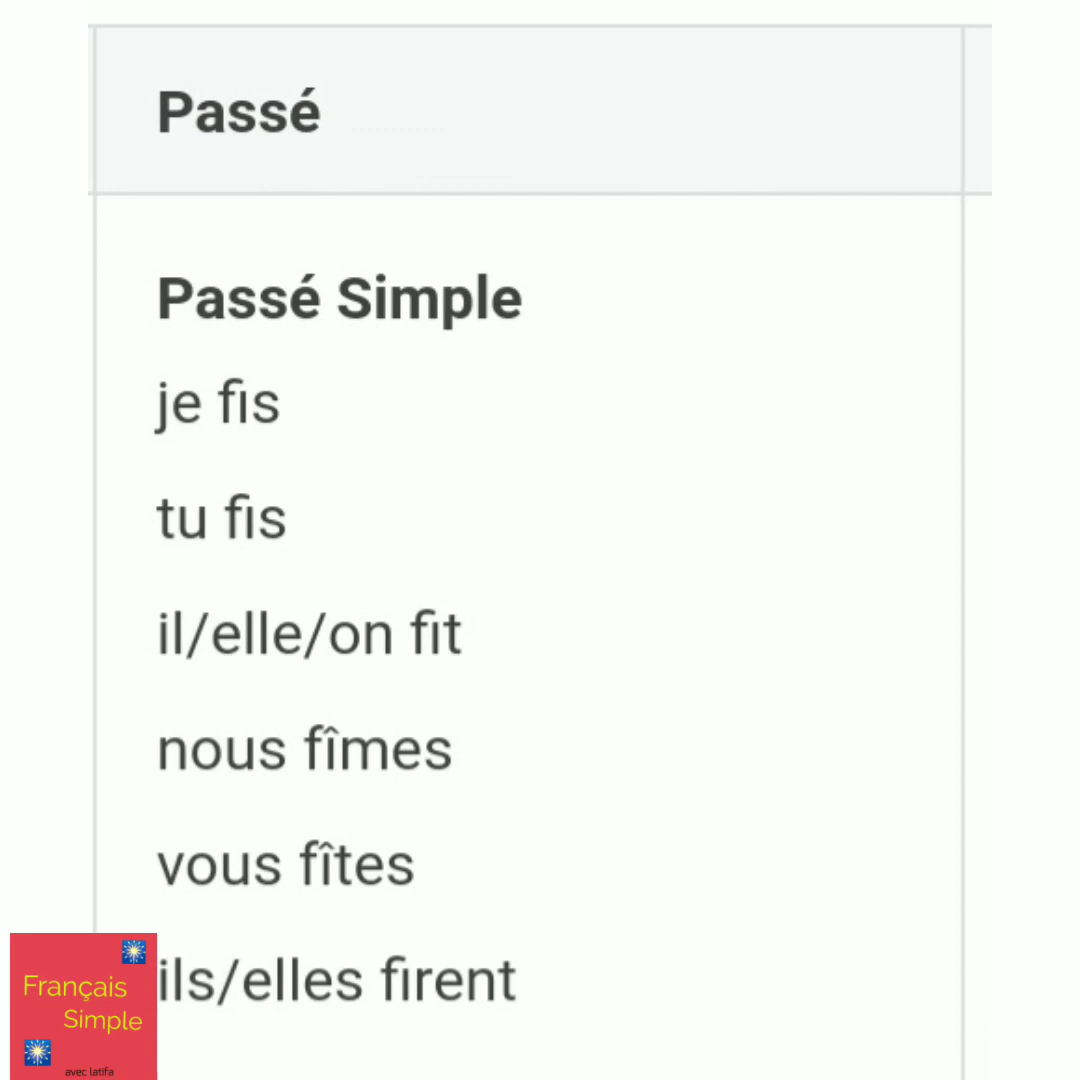 Passé
Passé Simple
je fis
tu fis
il/elle/on fit
nous fîmes
vous fîtes
ils/elles firent
Français
Simple
avec latifa